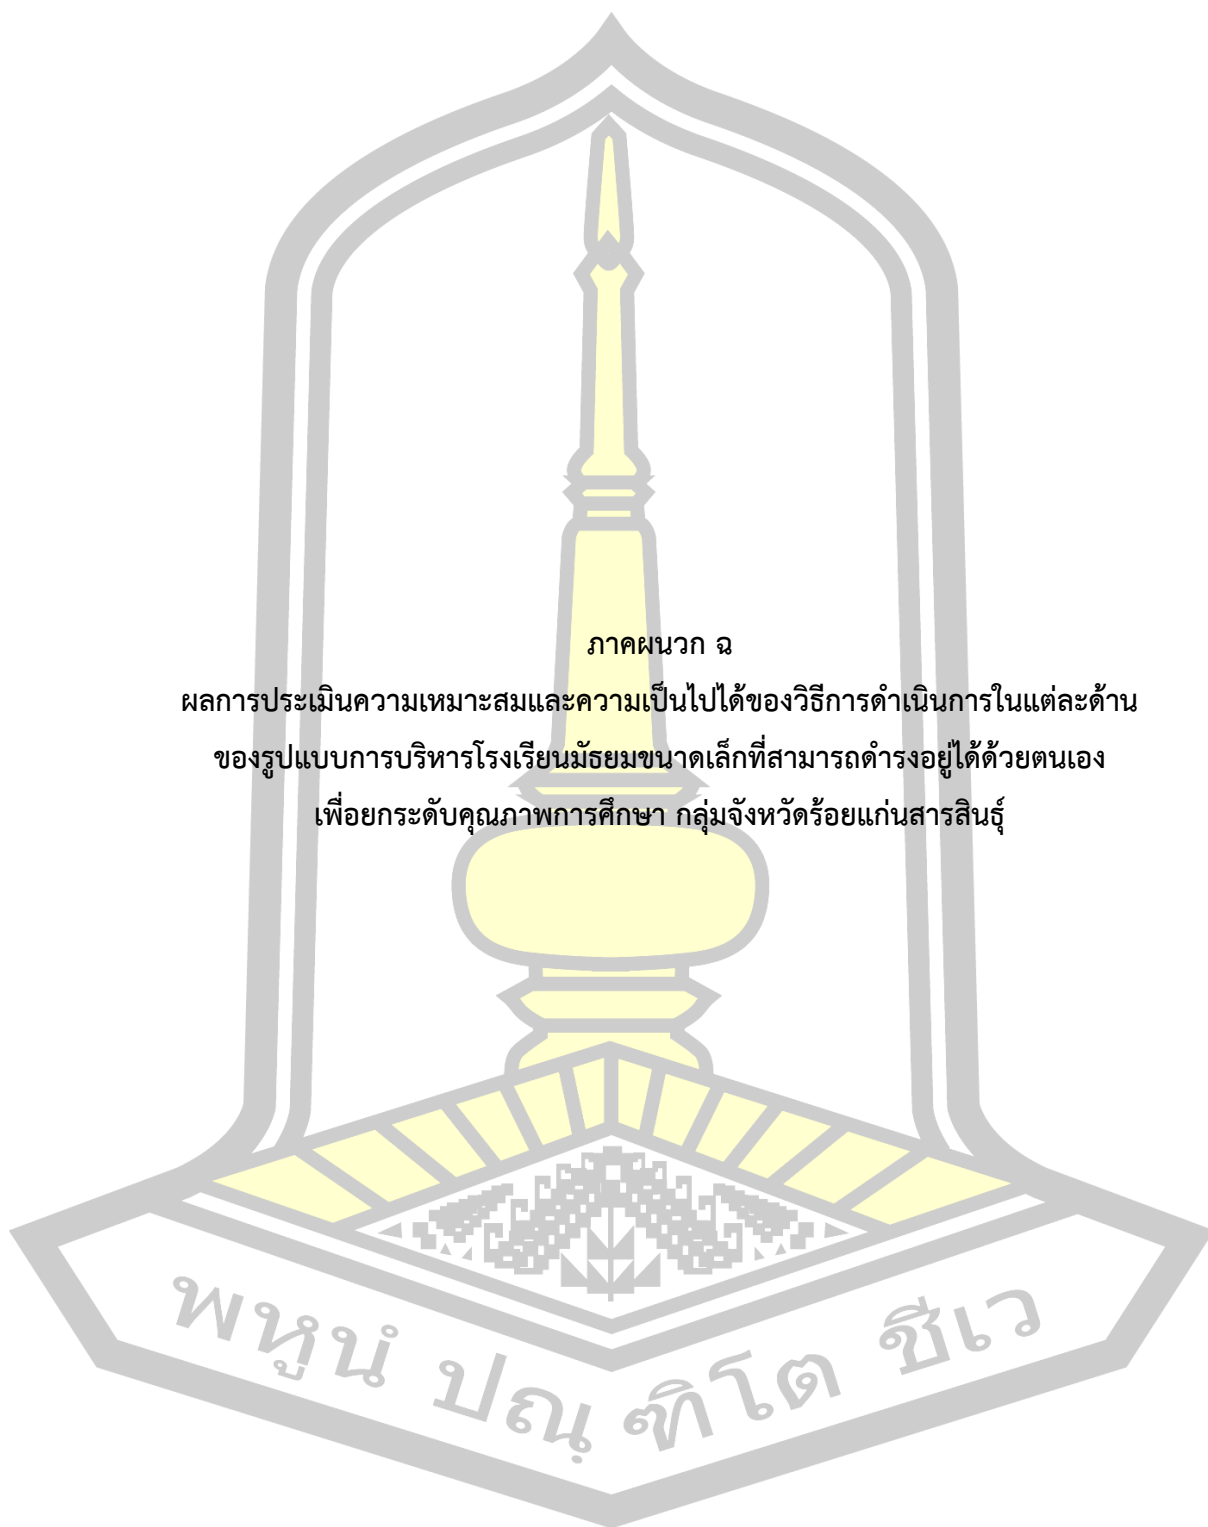 ภาคผนวก ฉ
ผลการประเมินความเหมาะสมและความเป็นไปได้ของวิธีการดำเนินการในแต่ละด้าน
ของรูปแบบการบริหารโรงเรียนมัธยมขนาดเล็กที่สามารถดำรงอยู่ได้ด้วยตนเอง
เพื่อยกระดับคุณภาพการศึกษา กลุ่มจังหวัดร้อยแก่นสารสินธุ์
พหูนํ ปณฺฑิโต ชีเว